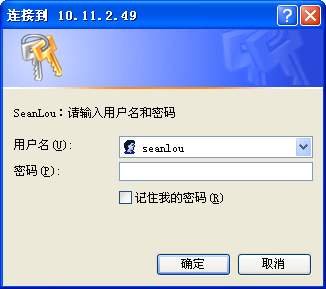 连接到 10.11.2.49
SeanLou：请输入用户名和密码
用户名(U):
seanlou
密码(P):
记住我的密码(R)
确定
取消